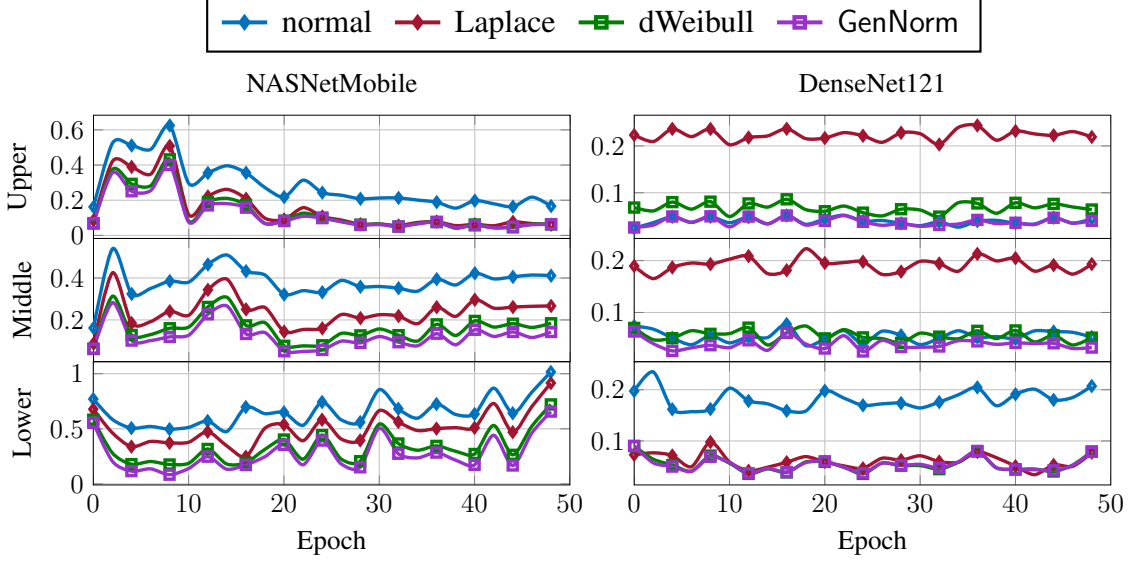 normal Laplace dWeibull GenNorm
NASNetMobile DenseNet121
Upper
0.6
0.4
0.2
0
0.2
0.1
Middle
0.4
0.2
0.2
0.1
Lower
1
0.5
0
0.2
0.1
0 10 20 30 40 50 0 10 20 30 40 50
Epoch Epoch